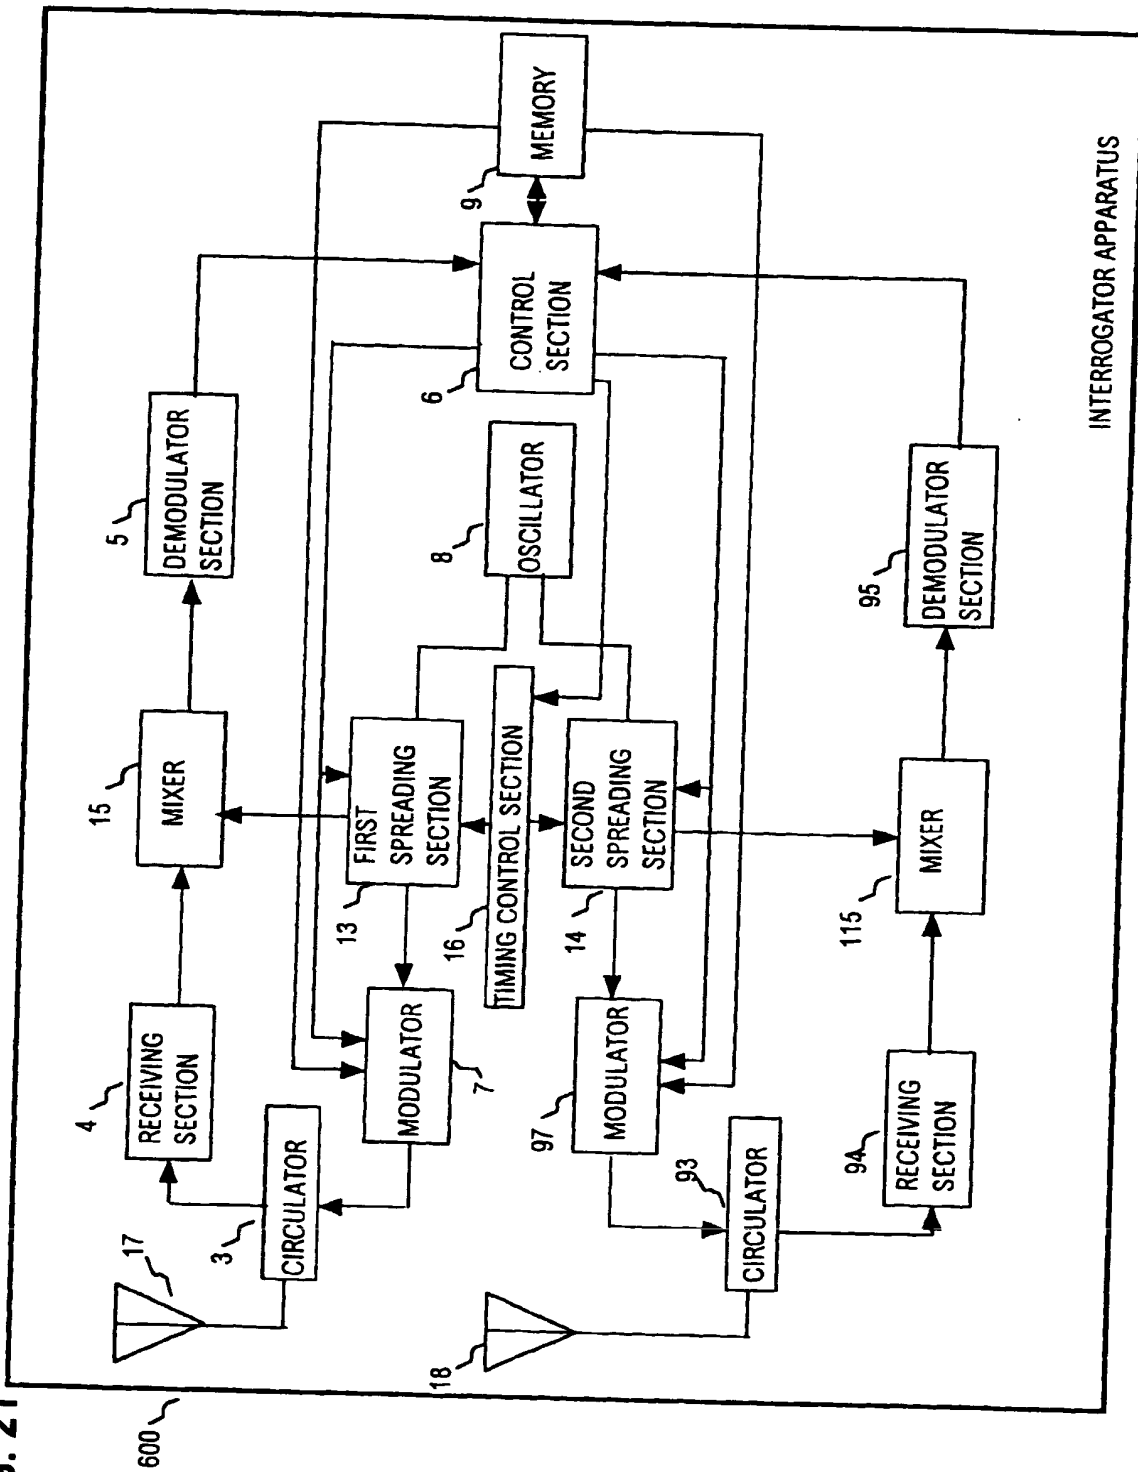 600
INTERROGATOR APPARATUS
17
3
CIRCULATOR
4
RECEIVING
SECTION
15
MIXER
5
DEMODULATOR
SECTION
7
MODULATOR
13
FIRST
SPREADING
SECTION
16
TIMING CONTROL SECTION
8
OSCILLATOR
6
CONTROL
SECTION
9
MEMORY
14
SECOND
SPREADING
SECTION
97
MODULATOR
18
93
CIRCULATOR
94
RECEIVING
SECTION
115
MIXER
95
DEMODULATOR
SECTION